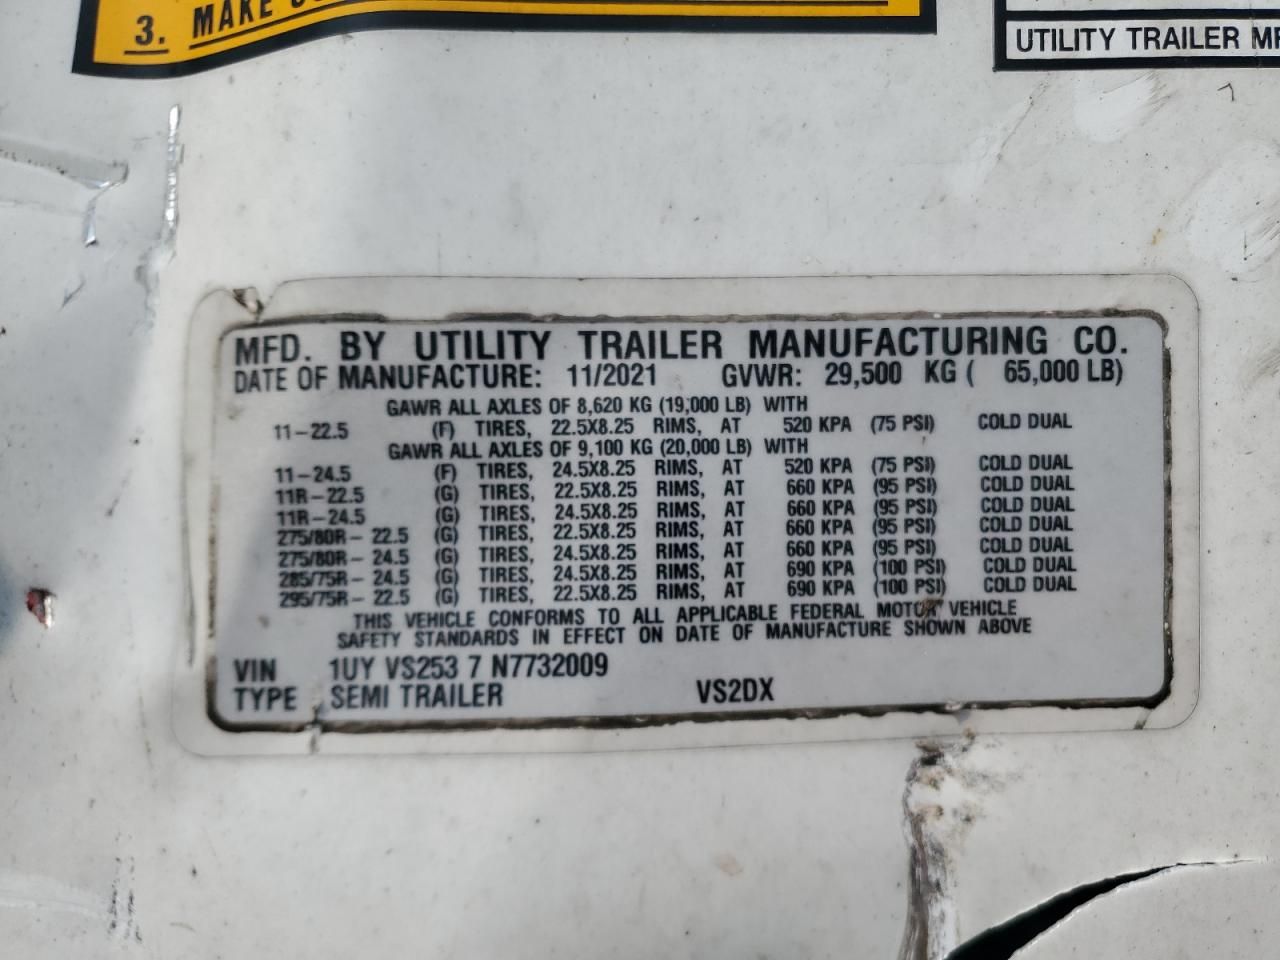 3. MAKE
UTILITY TRAILER
MFD. BY UTILITY TRAILER MANUFACTURING CO.
DATE OF MANUFACTURE: 11/2021 GVWR: 29,500 KG ( 65,000 LB)
GAWR ALL AXLES OF 8,620 KG (19,000 LB) WITH
11-22.5 (F) TIRES, 22.5X8.25 RIMS, AT 520 KPA (75 PSI) COLD DUAL
GAWR ALL AXLES OF 9,100 KG (20,000 LB) WITH
11-24.5 (F) TIRES, 24.5X8.25 RIMS, AT 520 KPA (75 PSI) COLD DUAL
11R-22.5 (G) TIRES, 22.5X8.25 RIMS, AT 660 KPA (95 PSI) COLD DUAL
11R-24.5 (G) TIRES, 24.5X8.25 RIMS, AT 660 KPA (95 PSI) COLD DUAL
275/80R- 22.5 (G) TIRES, 22.5X8.25 RIMS, AT 660 KPA (95 PSI) COLD DUAL
275/80R- 24.5 (G) TIRES, 24.5X8.25 RIMS, AT 660 KPA (95 PSI) COLD DUAL
285/75R- 24.5 (G) TIRES, 24.5X8.25 RIMS, AT 690 KPA (100 PSI) COLD DUAL
295/75R- 22.5 (G) TIRES, 22.5X8.25 RIMS, AT 690 KPA (100 PSI) COLD DUAL
THIS VEHICLE CONFORMS TO ALL APPLICABLE FEDERAL MOTOR VEHICLE
SAFETY STANDARDS IN EFFECT ON DATE OF MANUFACTURE SHOWN ABOVE
VIN 1UY VS253 7 N7732009
TYPE SEMI TRAILER VS2DX